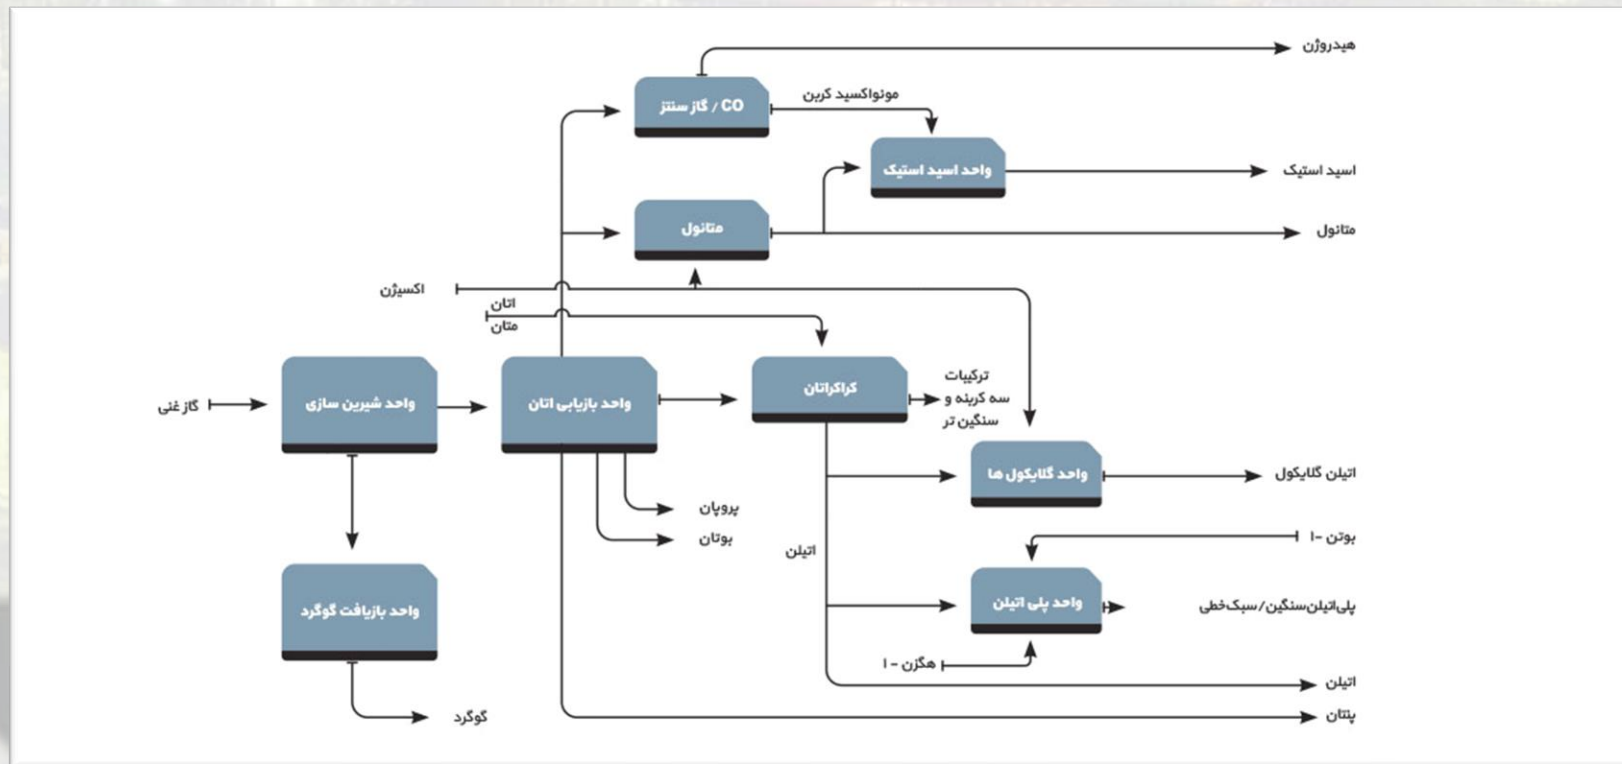 هیدروژن
CO / گاز سنتز
مونواکسید کربن
واحد اسید استیک
اسید استیک
متانول
متانول
اکسیژن
اتان
متان
گاز غنی
واحد شیرین سازی
واحد بازیابی اتان
کراکراتان
ترکیبات
سه کربنه و
سنگین تر
واحد گلایکول ها
اتیلن گلایکول
پروپان
بوتان
اتیلن
بوتن -۱
واحد بازیافت گوگرد
واحد پلی اتیلن
پلی‌اتیلن‌سنگین/سبک‌خطی
هگزن - ۱
اتیلن
پنتان
گوگرد